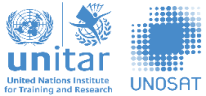 unitar
United Nations Institute
for Training and Research
UNOSAT